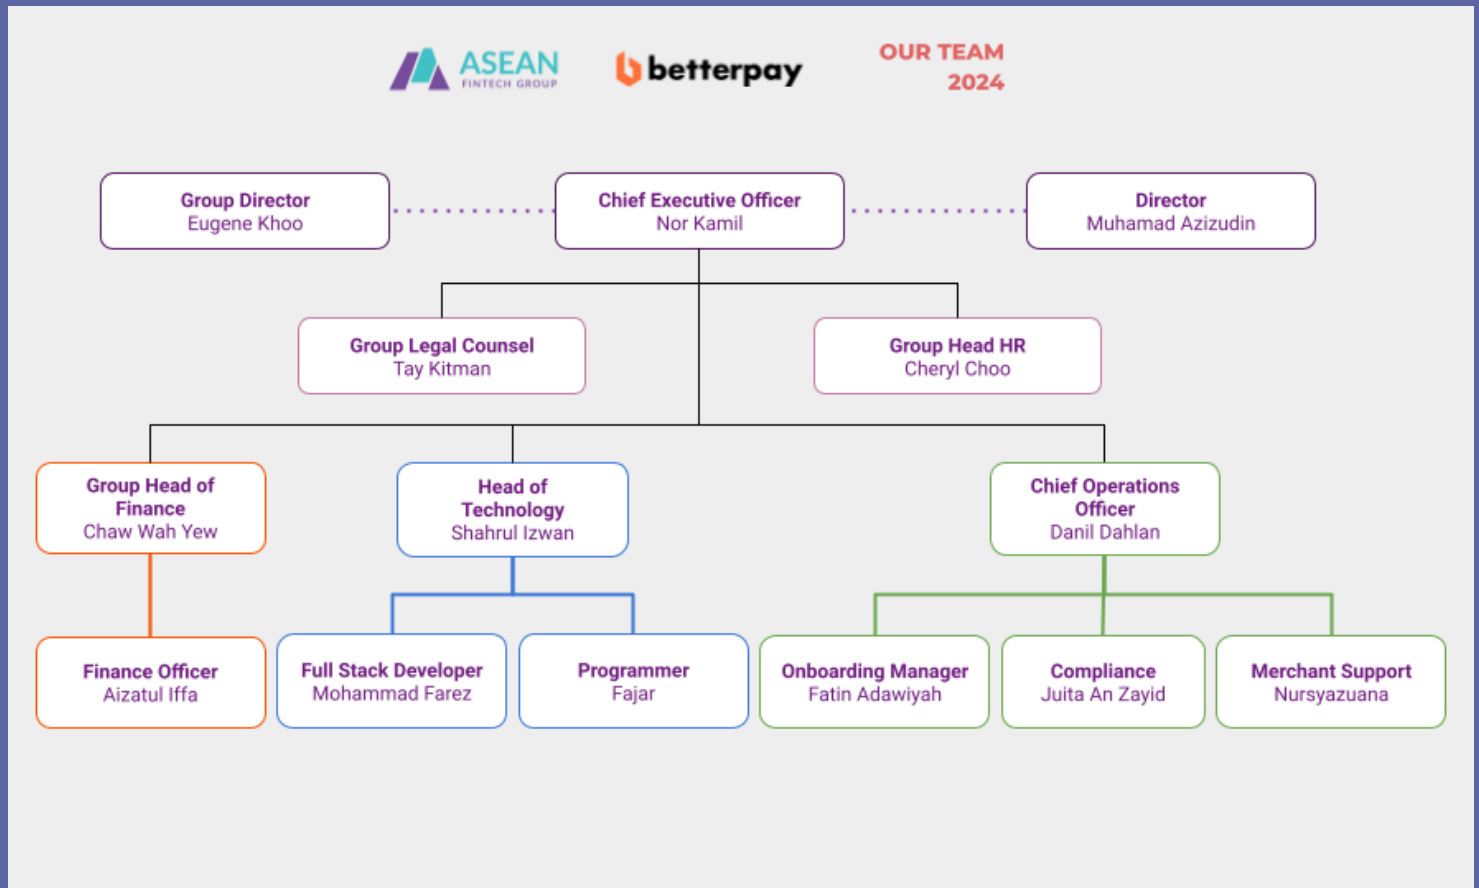 ASEAN
FINTECH GROUP
betterpay
OUR TEAM
2024
Group Director
Eugene Khoo
Chief Executive Officer
Nor Kamil
Director
Muhamad Azizudin
Group Legal Counsel
Tay Kitman
Group Head HR
Cheryl Choo
Group Head of
Finance
Chaw Wah Yew
Head of
Technology
Shahrul Izwan
Chief Operations
Officer
Danil Dahlan
Finance Officer
Aizatul Iffa
Full Stack Developer
Mohammad Farez
Programmer
Fajar
Onboarding Manager
Fatin Adawiyah
Compliance
Juita An Zayid
Merchant Support
Nursyazuana